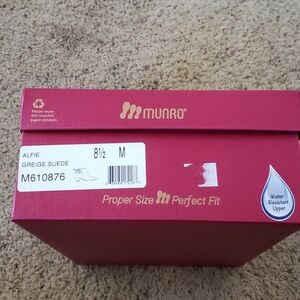 Please reuse
this recycled
paper product.
MUNRO®
ALFIE
GREIGE SUEDE
8½ M
M610876
Proper Size Perfect Fit
Water
Resistant
Upper